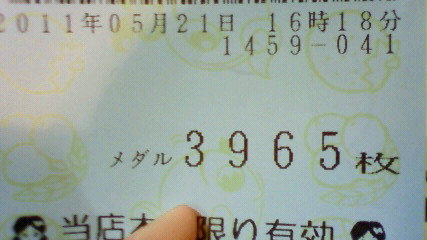 2011年05月21日 16時18分
1459-041
メダル 3965枚
当店本 限り有効